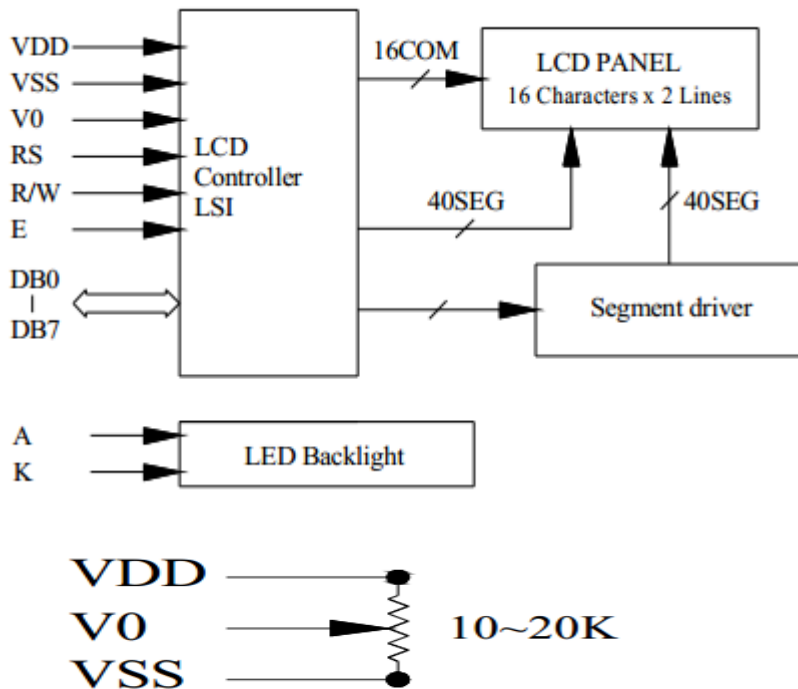 VDD
VSS
V0
RS
R/W
E
DB0
DB7
LCD
Controller
LSI
16COM
LCD PANEL
16 Characters x 2 Lines
40SEG
40SEG
Segment driver
A
K
LED Backlight
VDD
V0
VSS
10~20K